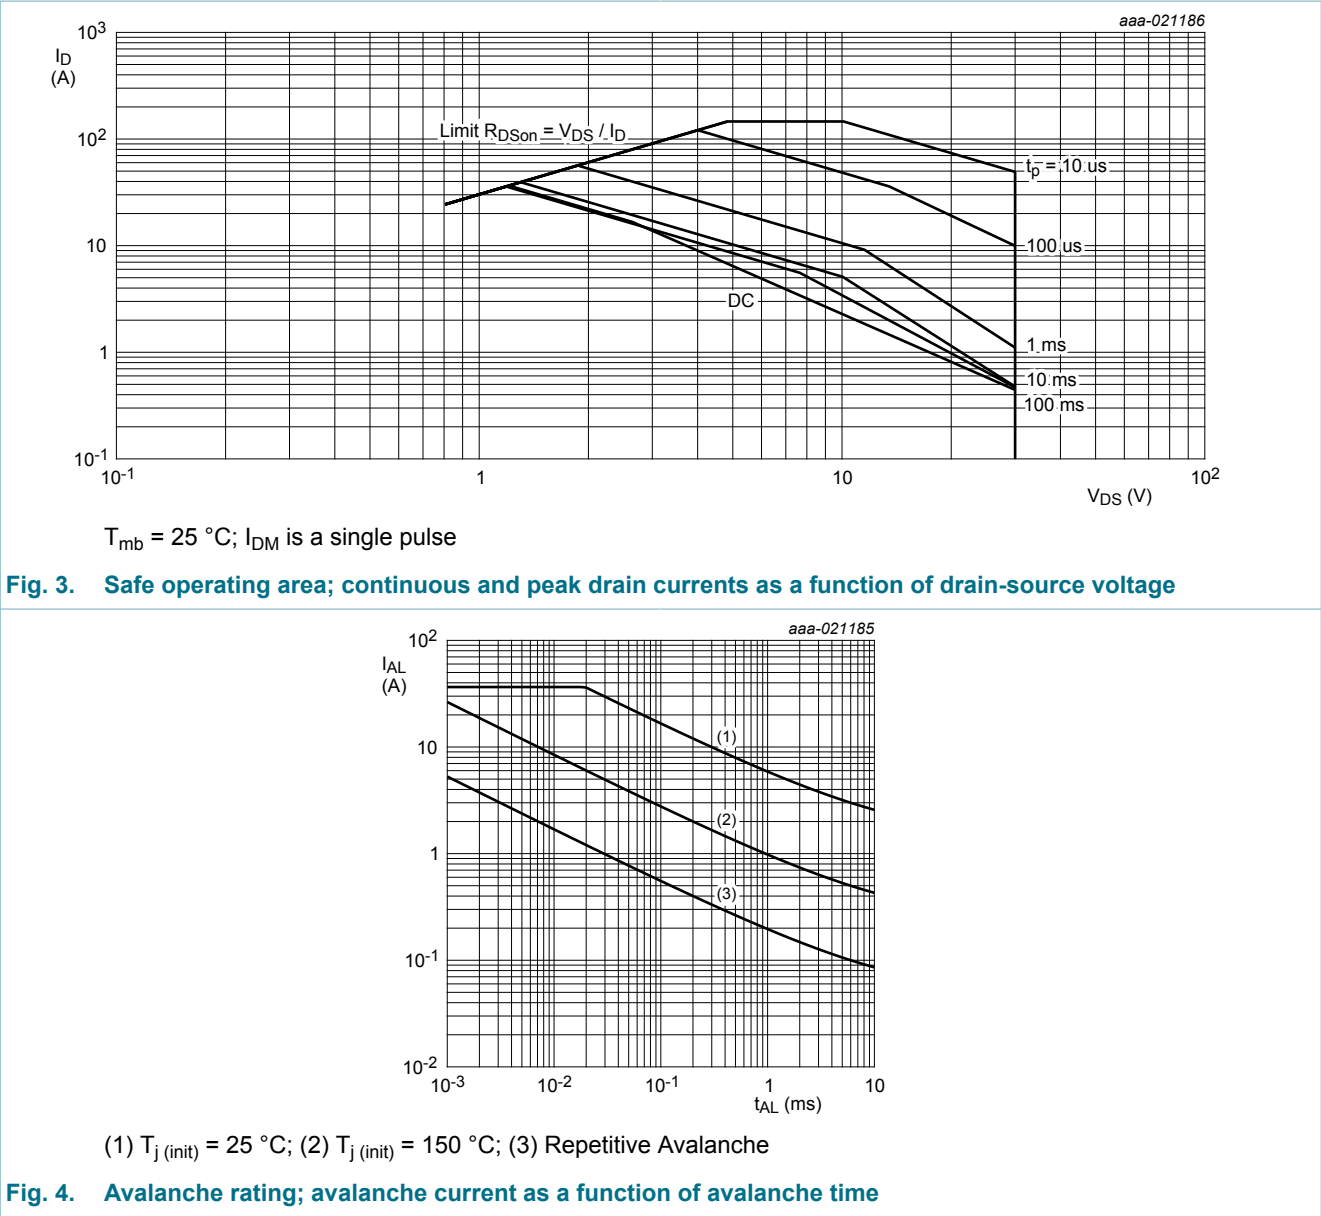 aaa-021186
10³
I_D
(A)
10²
10
1
10⁻¹
Limit R_DSon = V_DS / I_D
t_p = 10 us
100 us
DC
1 ms
10 ms
100 ms
10⁻¹
1
10
10²
V_DS (V)
T_mb = 25 °C; I_DM is a single pulse
Fig. 3. Safe operating area; continuous and peak drain currents as a function of drain-source voltage
aaa-021185
10²
I_AL
(A)
10
1
10⁻¹
10⁻²
(1)
(2)
(3)
10⁻³
10⁻²
10⁻¹
1
10
t_AL (ms)
(1) T_j (init) = 25 °C; (2) T_j (init) = 150 °C; (3) Repetitive Avalanche
Fig. 4. Avalanche rating; avalanche current as a function of avalanche time